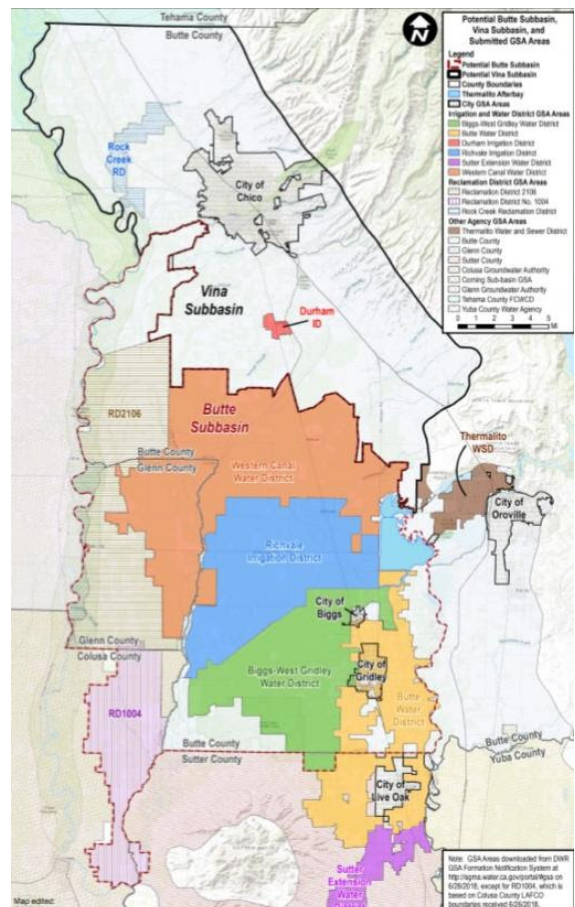 Tehama County
Butte County
N
Potential Butte Subbasin,
Vina Subbasin, and
Submitted GSA Areas
Legend
Potential Butte Subbasin
Potential Vina Subbasin
County Boundaries
Thermalito Afterbay
City GSA Areas
Irrigation and Water District GSA Areas
Biggs-West Gridley Water District
Butte Water District
Durham Irrigation District
Richvale Irrigation District
Sutter Extension Water District
Western Canal Water District
Reclamation District GSA Areas
Reclamation District 2106
Reclamation District No. 1004
Rock Creek Reclamation District
Other Agency GSA Areas
Thermalito Water and Sewer District
Butte County
Glenn County
Sutter County
Colusa Groundwater Authority
Corning Sub-basin GSA
Glenn Groundwater Authority
Tehama County FCWCD
Yuba County Water Agency
0 1 2 3 4 5
Mi
Rock
Creek
RD
City of
Chico
Vina
Subbasin
Durham
ID
RD2106
Butte
Subbasin
Thermalito
WSD
Butte County
Glenn County
Western Canal
Water District
City of
Oroville
Richvale
Irrigation District
City of
Biggs
Glenn County
Colusa County
City of
Gridley
Biggs-West Gridley
Water District
Butte
Water
District
RD1004
Butte County
Sutter County
Butte County
Yuba County
City of
Live Oak
Sutter
Extension
Water
Note: GSA Areas downloaded from DWR
GSA Formation Notification System at
http://sgma.water.ca.gov/portal/#gsa on
6/26/2018, except for RD1004, which is
based on Colusa County LAFCO
boundaries received 6/26/2018.
Map edited: